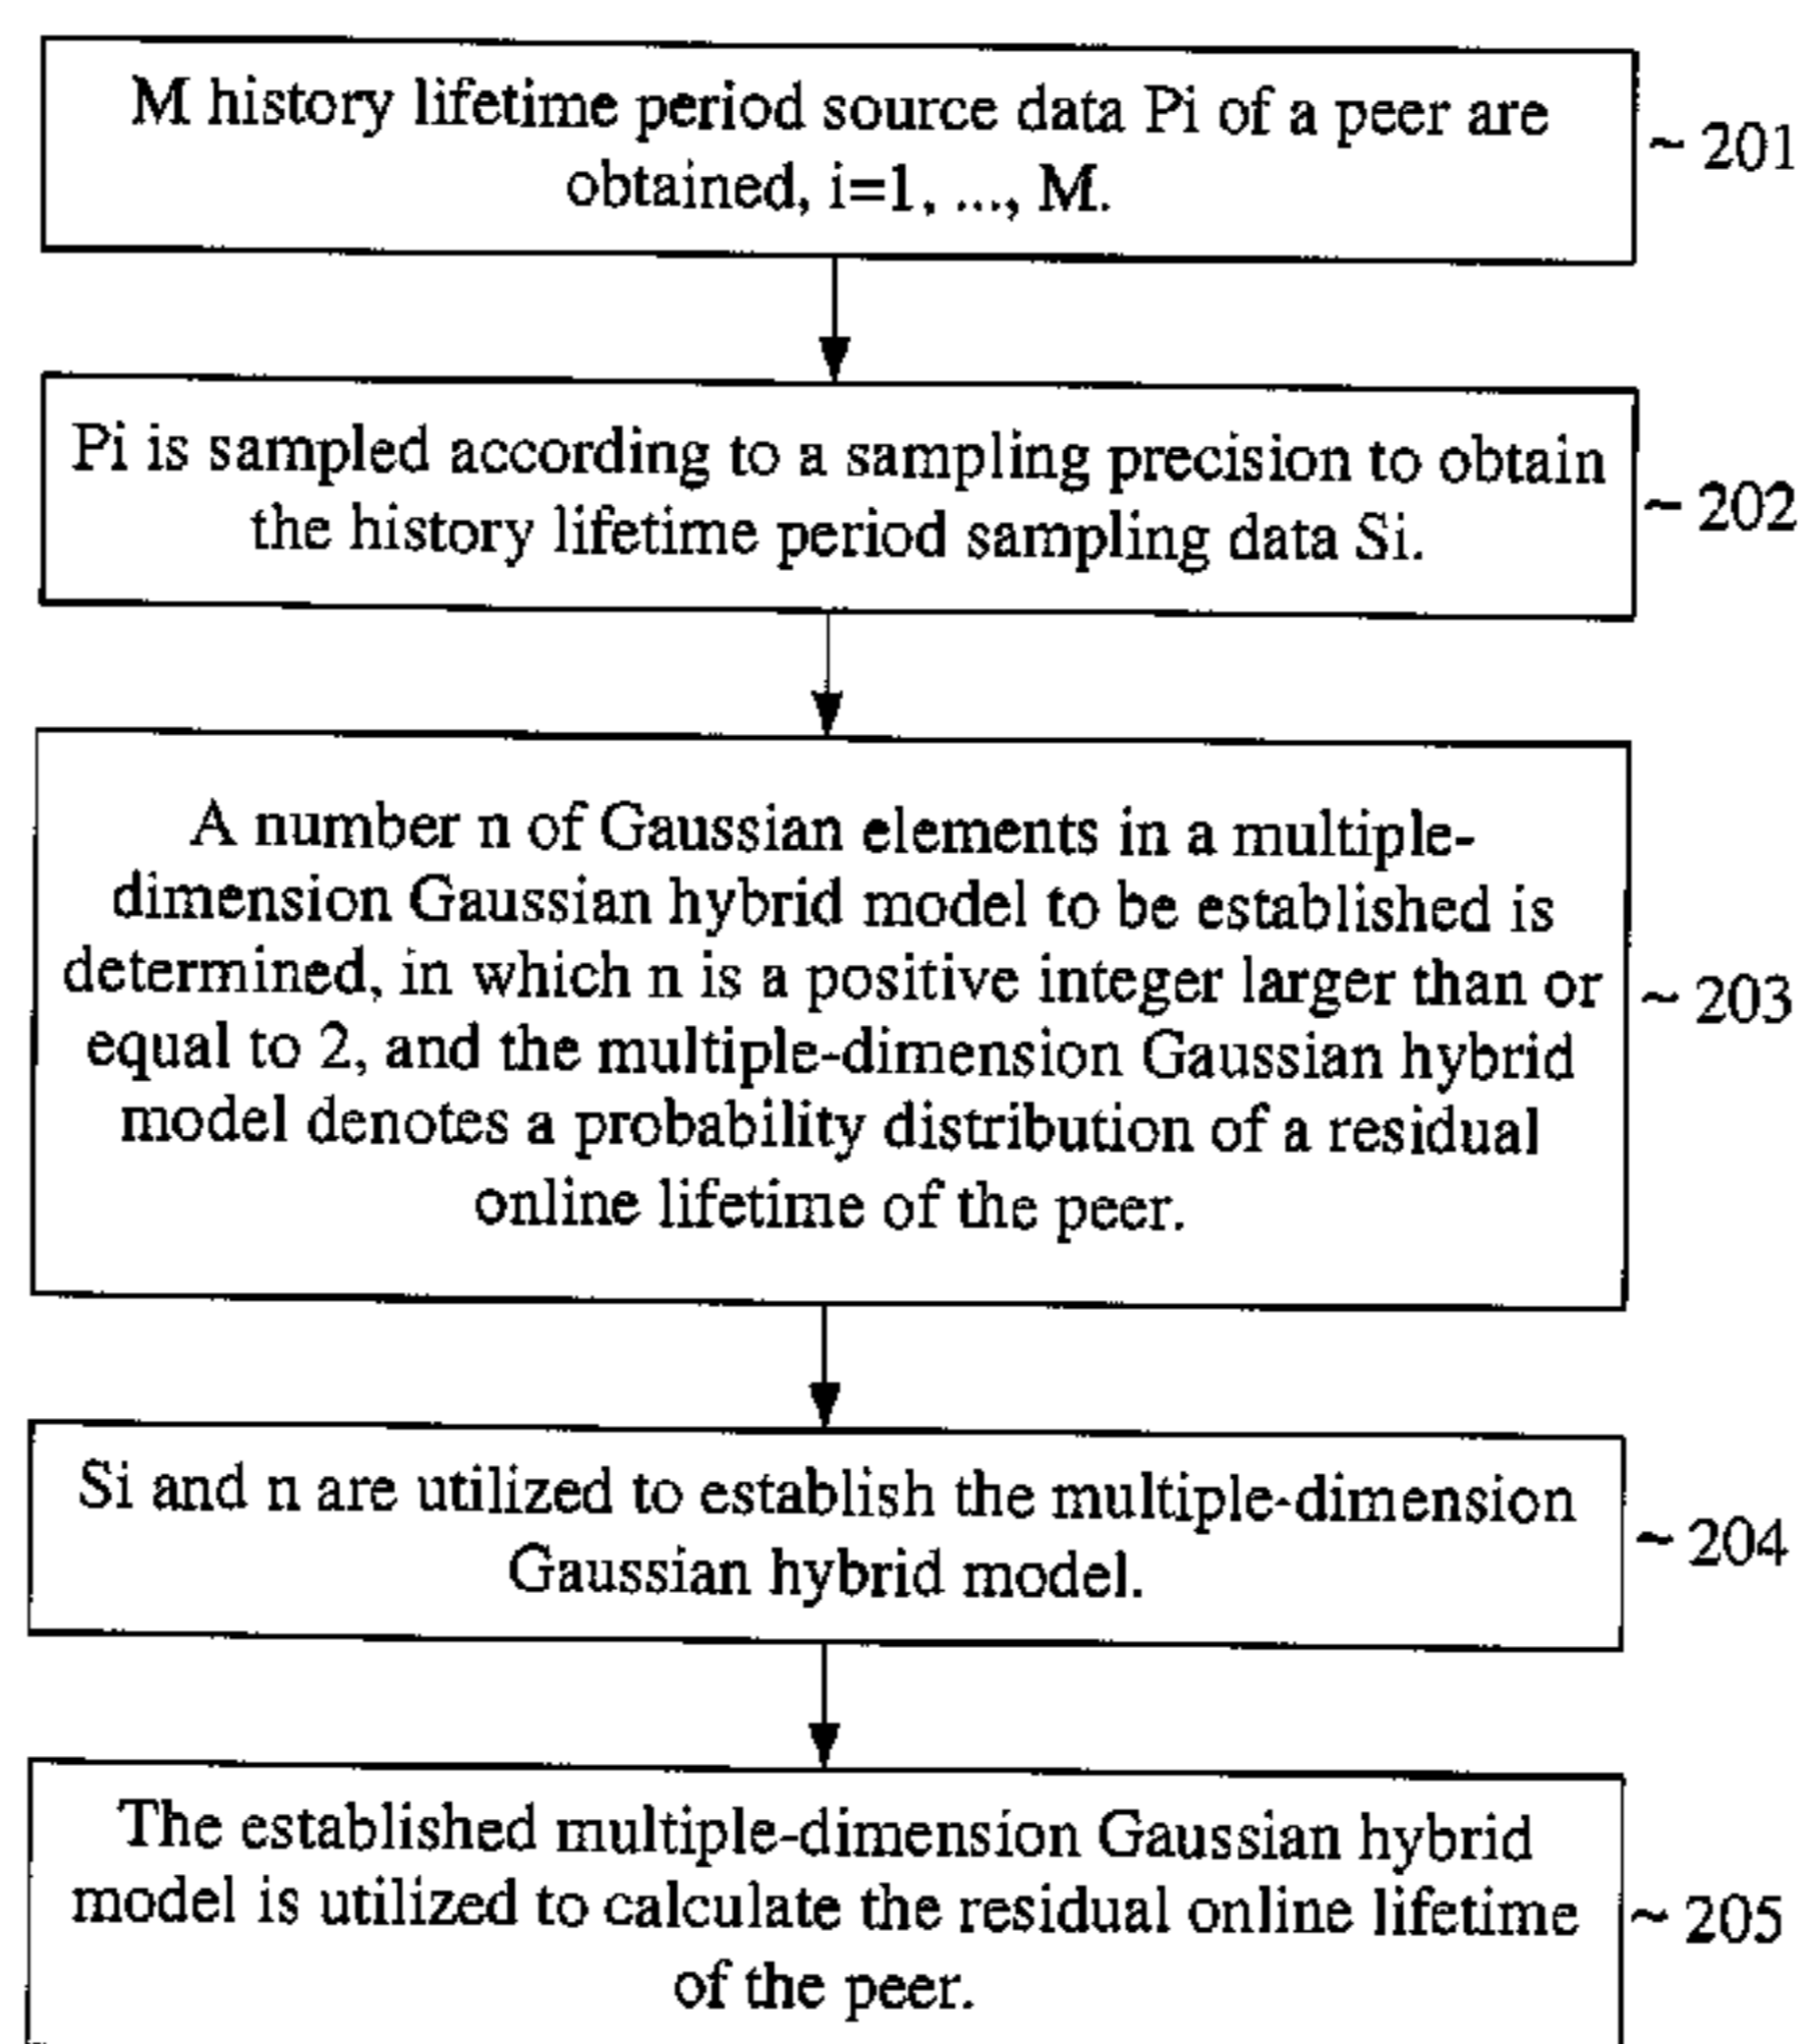 M history lifetime period source data Pi of a peer are
obtained, i=1, ..., M.
~ 201
Pi is sampled according to a sampling precision to obtain
the history lifetime period sampling data Si.
~ 202
A number n of Gaussian elements in a multiple-
dimension Gaussian hybrid model to be established is
determined, in which n is a positive integer larger than or
equal to 2, and the multiple-dimension Gaussian hybrid
model denotes a probability distribution of a residual
online lifetime of the peer.
~ 203
Si and n are utilized to establish the multiple-dimension
Gaussian hybrid model.
~ 204
The established multiple-dimension Gaussian hybrid
model is utilized to calculate the residual online lifetime
of the peer.
~ 205